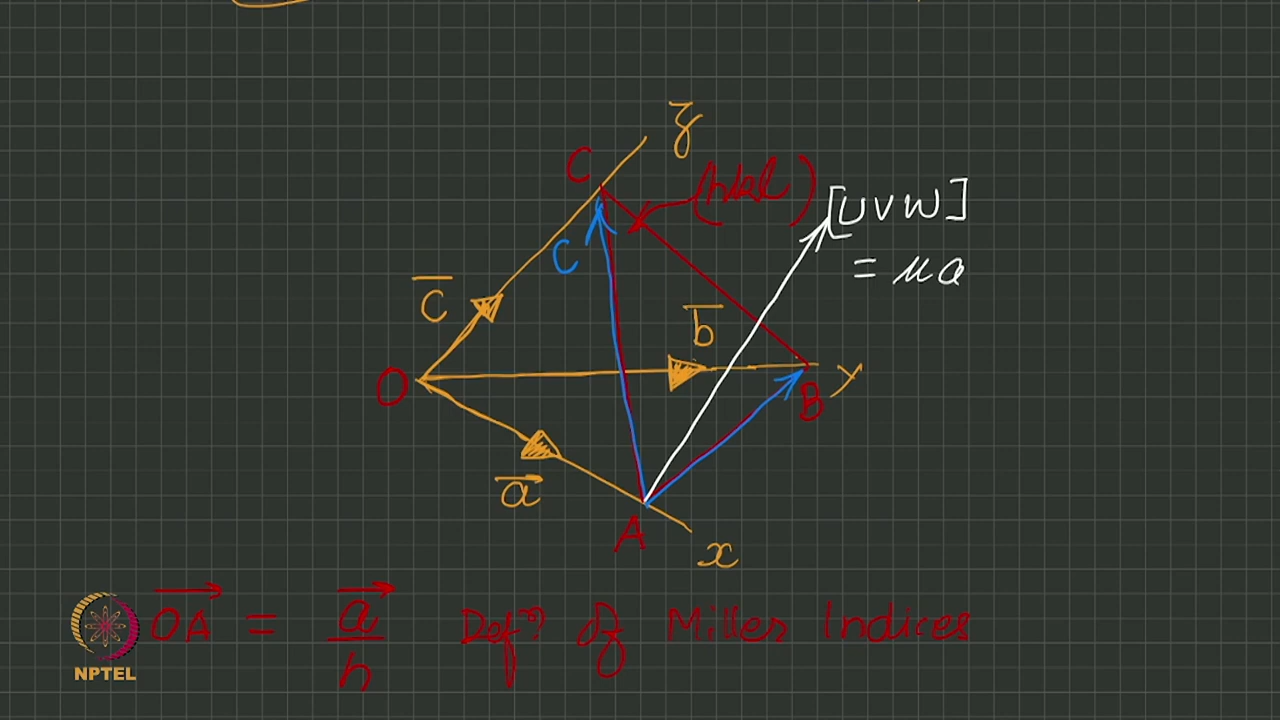 z
C
(hkl)
[uvw]
C
= ua
c
b
O
y
B
a
A
x
OA = a/h Defⁿ of Miller Indices
NPTEL